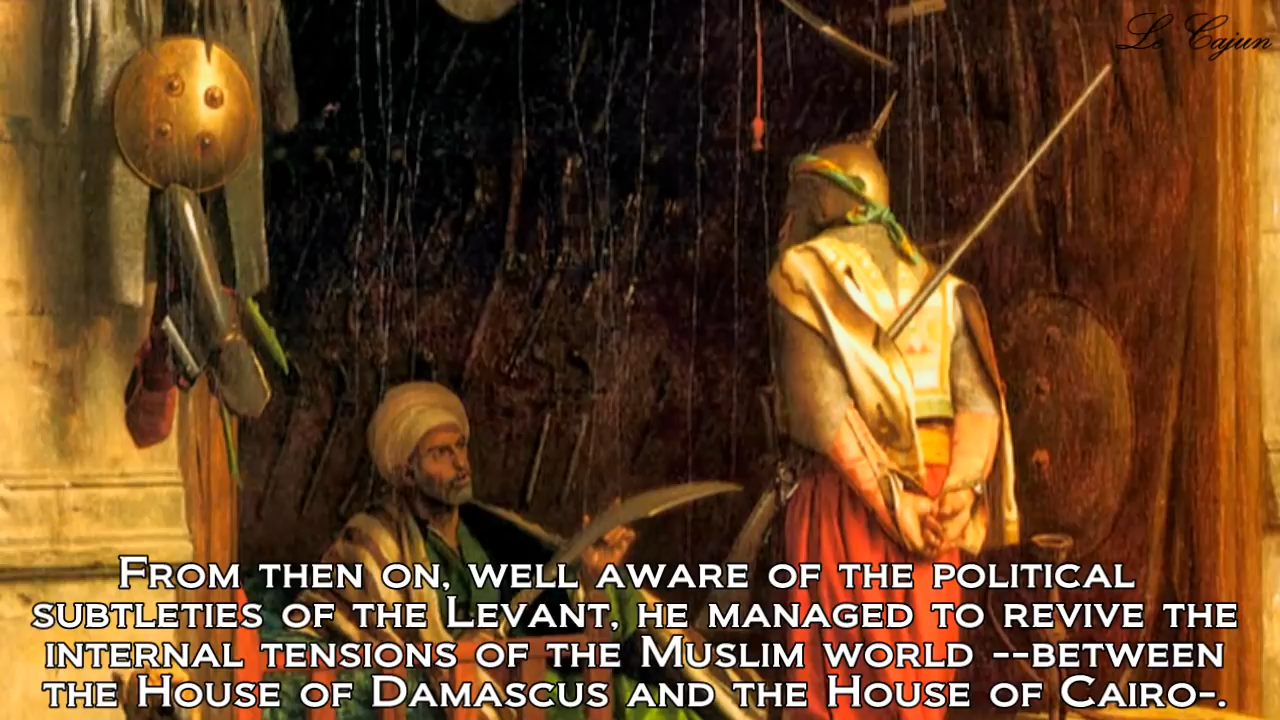 Le Cajun
From then on, well aware of the political
subtleties of the Levant, he managed to revive the
internal tensions of the Muslim world --between
the House of Damascus and the House of Cairo-.